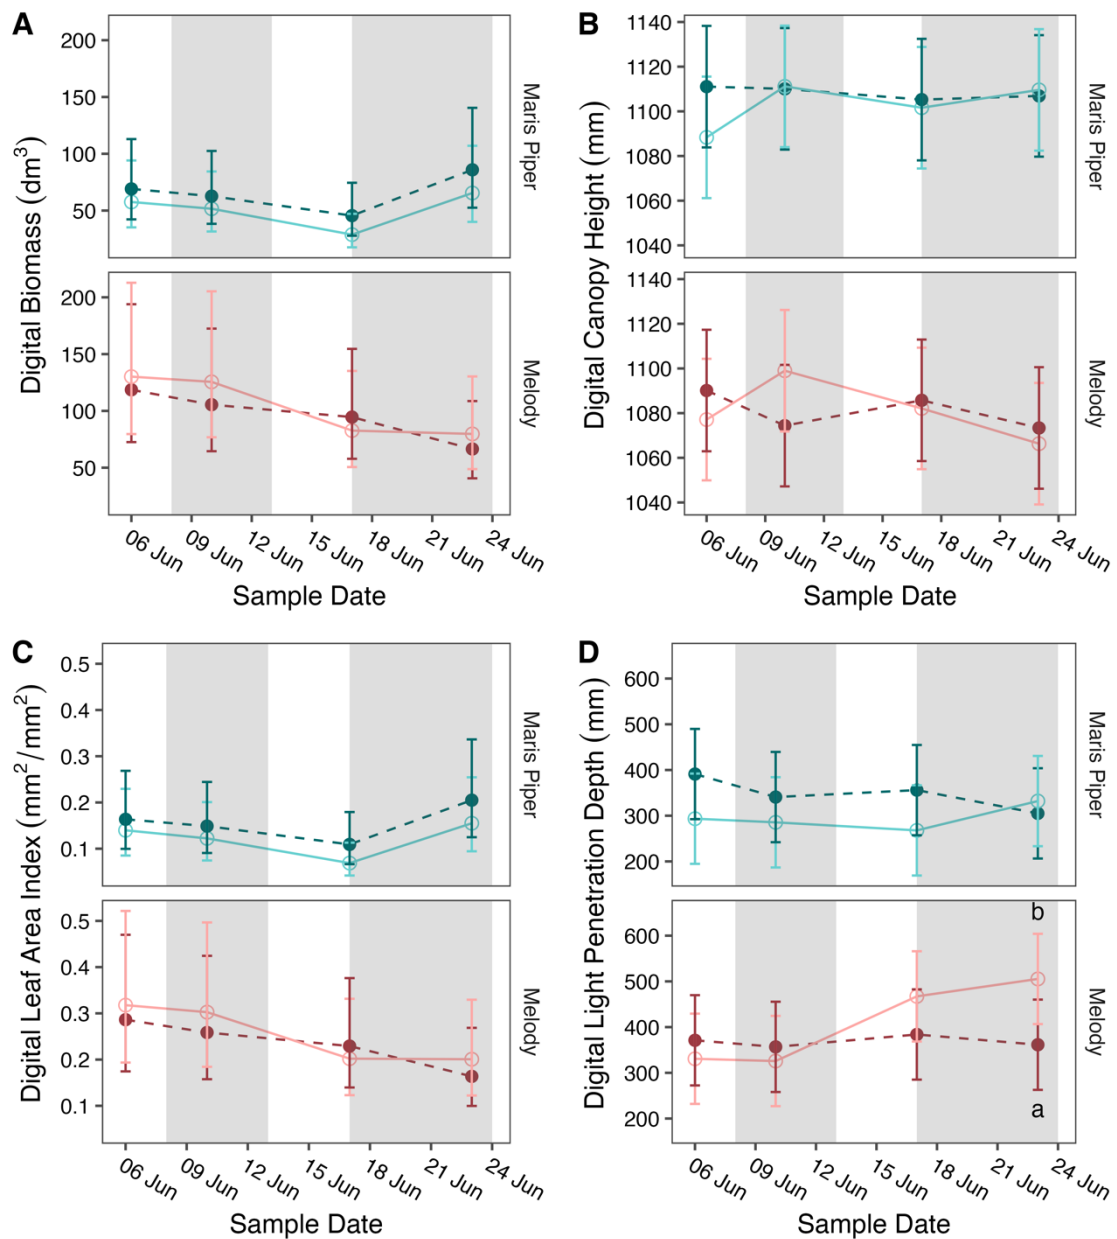 A
Digital Biomass (dm³)
200
150
100
50
Maris Piper
200
150
100
50
Melody
06 Jun 09 Jun 12 Jun 15 Jun 18 Jun 21 Jun 24 Jun
Sample Date
B
Digital Canopy Height (mm)
1140
1120
1100
1080
1060
1040
Maris Piper
1140
1120
1100
1080
1060
1040
Melody
06 Jun 09 Jun 12 Jun 15 Jun 18 Jun 21 Jun 24 Jun
Sample Date
C
Digital Leaf Area Index (mm²/mm²)
0.5
0.4
0.3
0.2
0.1
Maris Piper
0.5
0.4
0.3
0.2
0.1
Melody
06 Jun 09 Jun 12 Jun 15 Jun 18 Jun 21 Jun 24 Jun
Sample Date
D
Digital Light Penetration Depth (mm)
600
500
400
300
200
Maris Piper
600
500
400
300
200
b
a
Melody
06 Jun 09 Jun 12 Jun 15 Jun 18 Jun 21 Jun 24 Jun
Sample Date